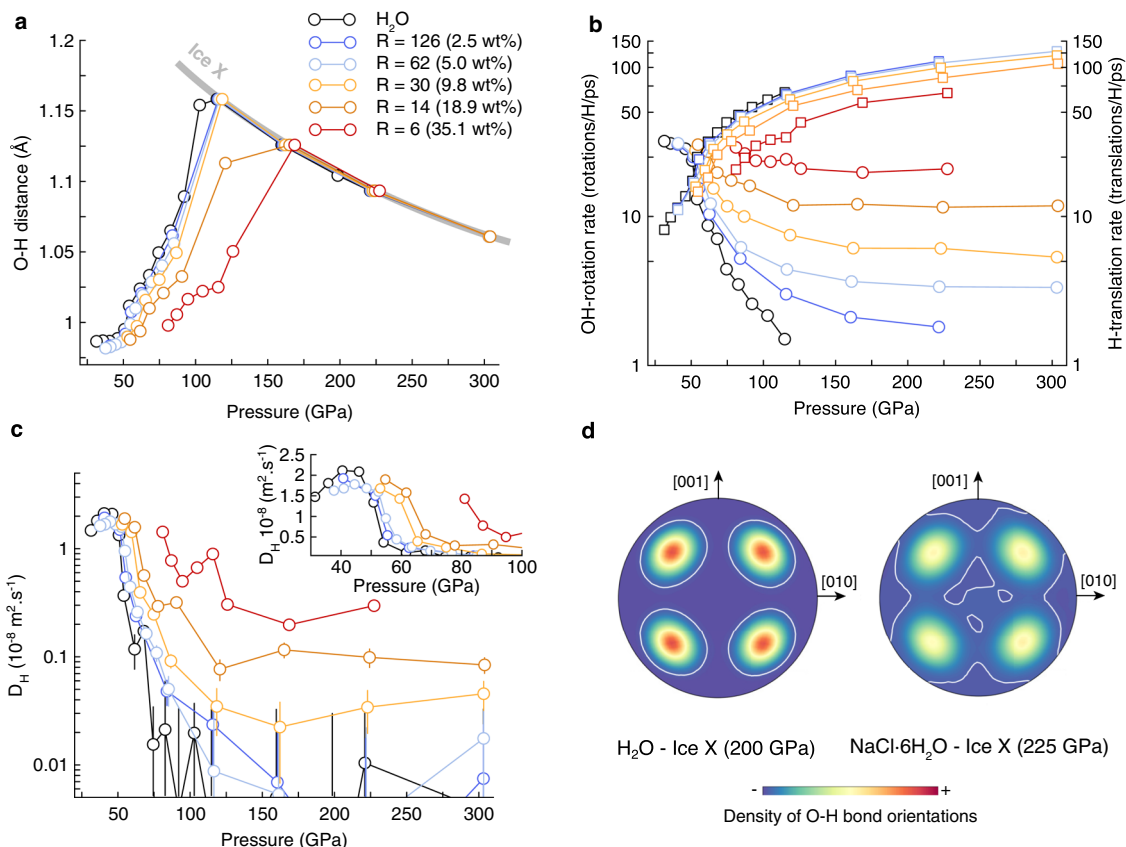 a
O-H distance (Å)
1.2
1.15
1.1
1.05
1
Ice X
H₂O
R = 126 (2.5 wt%)
R = 62 (5.0 wt%)
R = 30 (9.8 wt%)
R = 14 (18.9 wt%)
R = 6 (35.1 wt%)
50 100 150 200 250 300
Pressure (GPa)
b
OH-rotation rate (rotations/H/ps)
150
100
50
10
1
150
100
50
10
1
H-translation rate (translations/H/ps)
50 100 150 200 250 300
Pressure (GPa)
c
D_H (10⁻⁸ m².s⁻¹)
1
0.1
0.01
50 100 150 200 250 300
Pressure (GPa)
D_H 10⁻⁸ (m².s⁻¹)
2.5
2
1.5
1
0.5
40 60 80 100
Pressure (GPa)
d
[001] [001]
[010] [010]
H₂O - Ice X (200 GPa) NaCl·6H₂O - Ice X (225 GPa)
- +
Density of O-H bond orientations